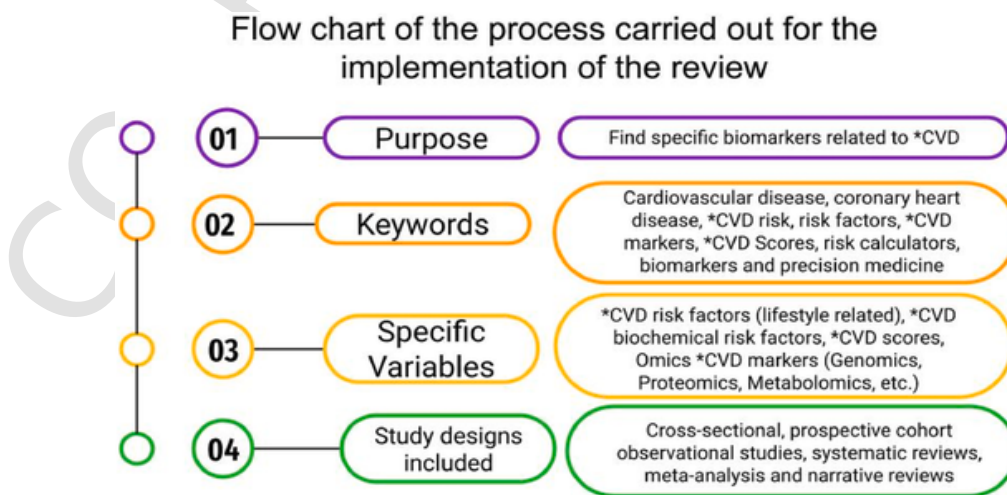 Flow chart of the process carried out for the
implementation of the review
01
Purpose
Find specific biomarkers related to *CVD
02
Keywords
Cardiovascular disease, coronary heart
disease, *CVD risk, risk factors, *CVD
markers, *CVD Scores, risk calculators,
biomarkers and precision medicine
03
Specific
Variables
*CVD risk factors (lifestyle related), *CVD
biochemical risk factors, *CVD scores,
Omics *CVD markers (Genomics,
Proteomics, Metabolomics, etc.)
04
Study designs
included
Cross-sectional, prospective cohort
observational studies, systematic reviews,
meta-analysis and narrative reviews